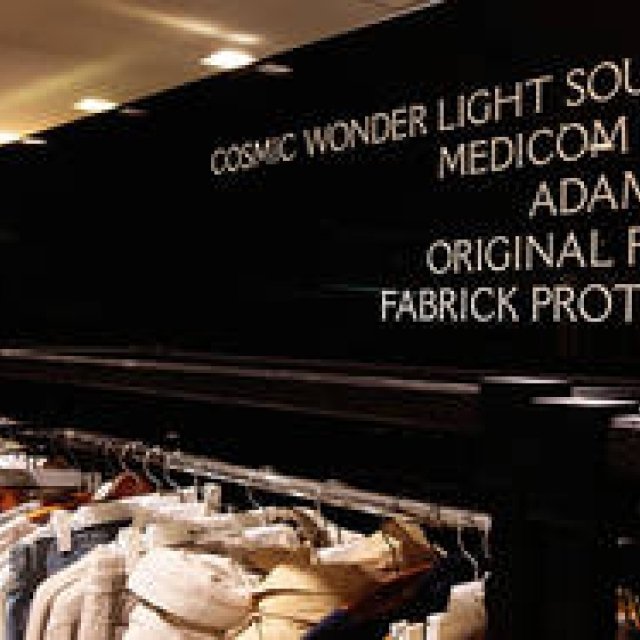 COSMIC WONDER LIGHT SOU
MEDICOM
ADAM
ORIGINAL F
FABRICK PROT